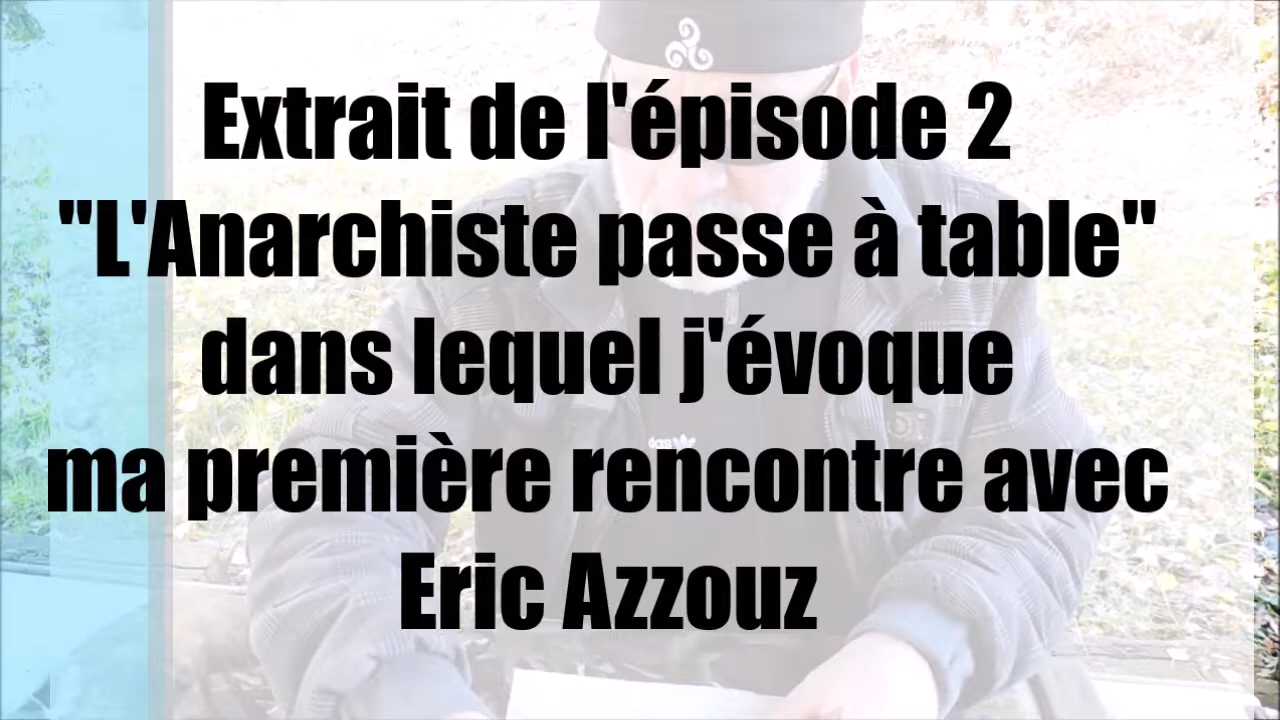 Extrait de l'épisode 2
"L'Anarchiste passe à table"
dans lequel j'évoque
ma première rencontre avec
Eric Azzouz